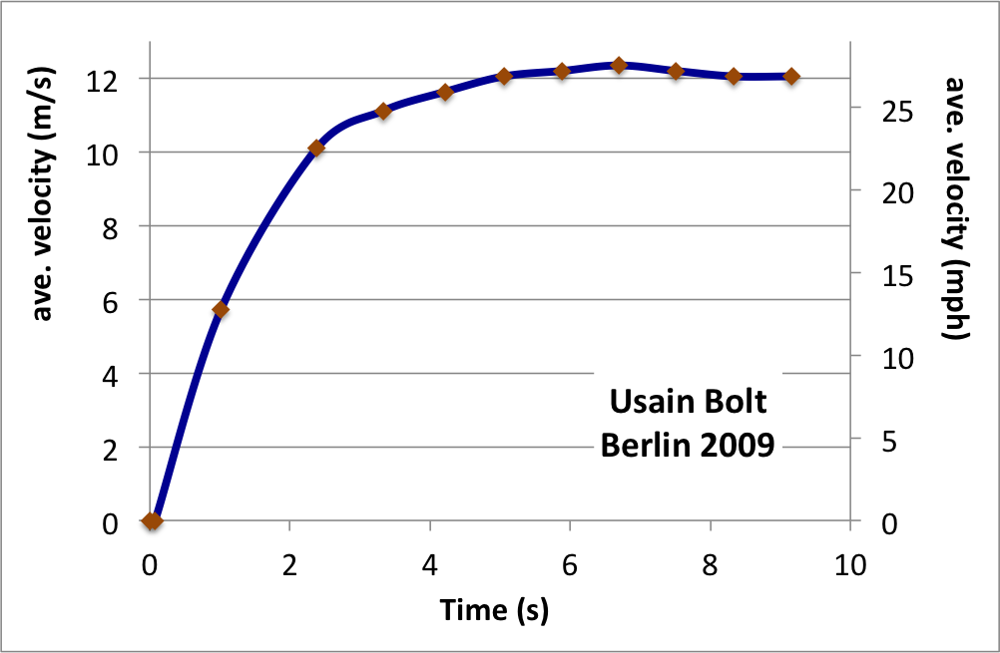 ave. velocity (m/s)
12
10
8
6
4
2
0
0 2 4 6 8 10
Time (s)
25
20
15
10
5
0
ave. velocity (mph)
Usain Bolt
Berlin 2009